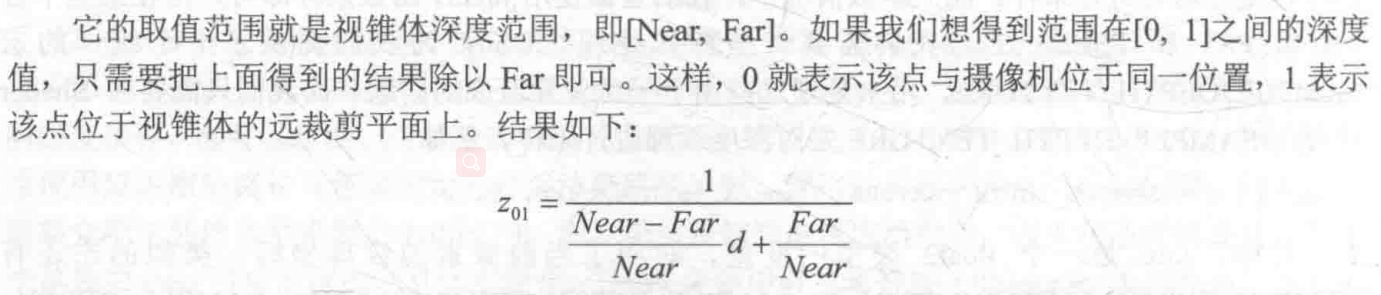 它的取值范围就是视锥体深度范围，即[Near, Far]。如果我们想得到范围在[0, 1]之间的深度
值，只需要把上面得到的结果除以 Far 即可。这样，0 就表示该点与摄像机位于同一位置，1 表示
该点位于视锥体的远裁剪平面上。结果如下：
z₀₁ = 1 / ((Near – Far)/Near d + Far/Near)